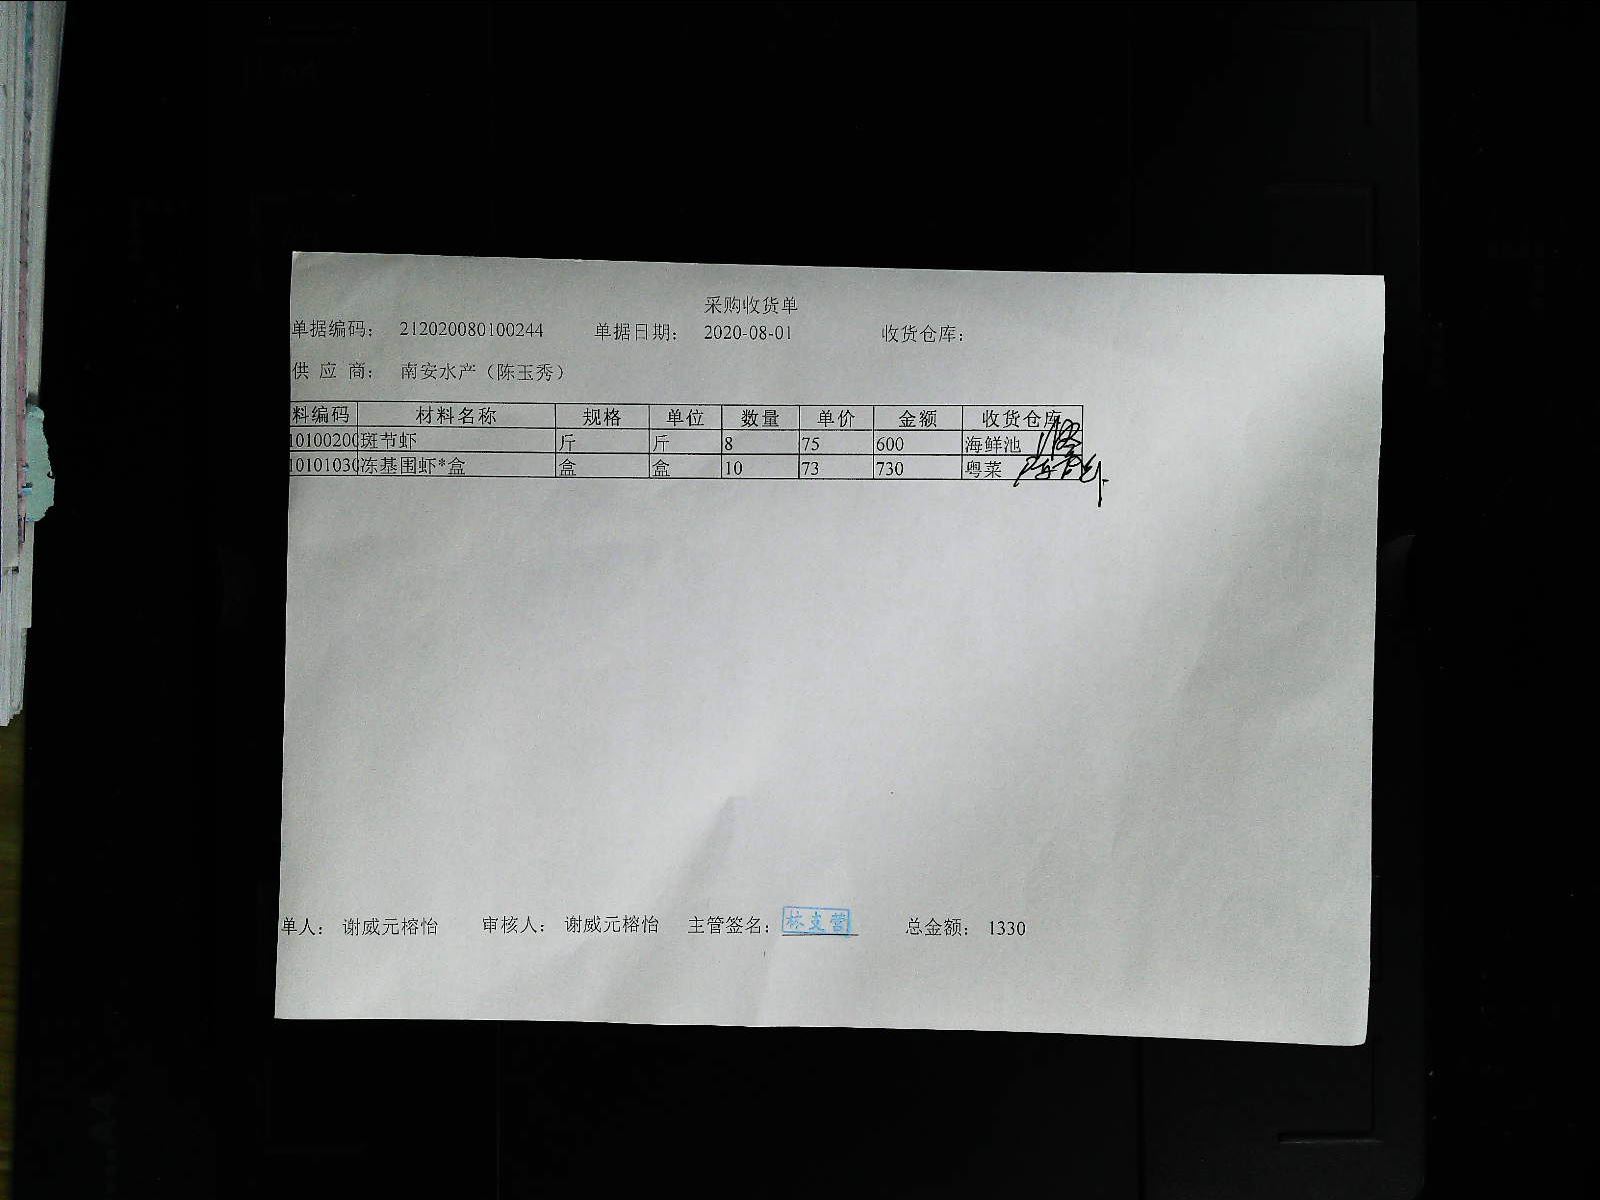 采购收货单
单据编码: 212020080100244 单据日期: 2020-08-01 收货仓库:
供 应 商: 南安水产（陈玉秀）
料编码 材料名称 规格 单位 数量 单价 金额 收货仓库
1010020 斑节虾 斤 斤 8 75 600 海鲜池
1010103 冻基围虾*盒 盒 盒 10 73 730 粤菜
单人: 谢威元榕怡 审核人: 谢威元榕怡 主管签名: 总金额: 1330